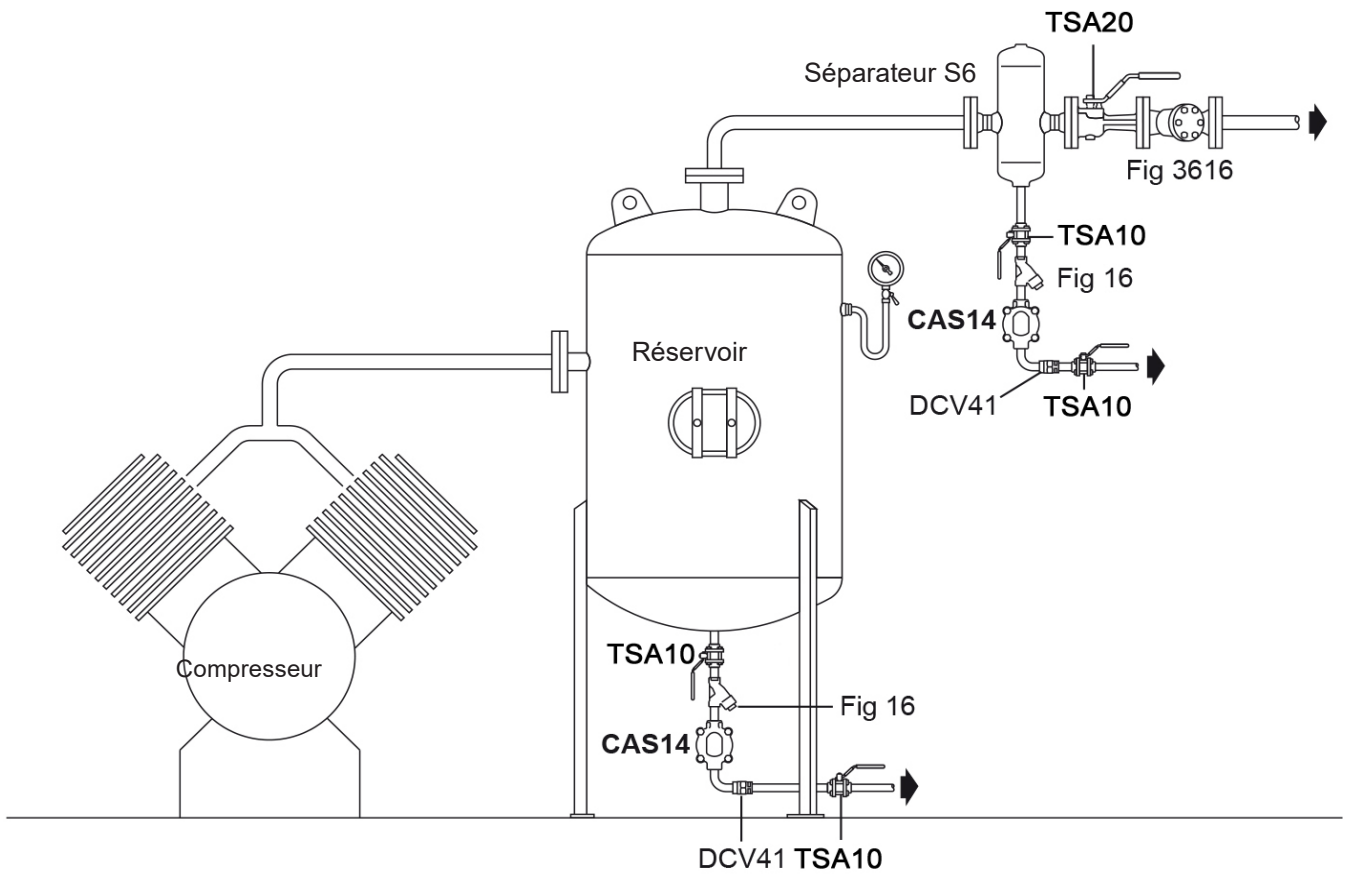 TSA20
Séparateur S6
Fig 3616
TSA10
Fig 16
CAS14
Réservoir
DCV41
TSA10
TSA10
Compresseur
Fig 16
CAS14
DCV41 TSA10